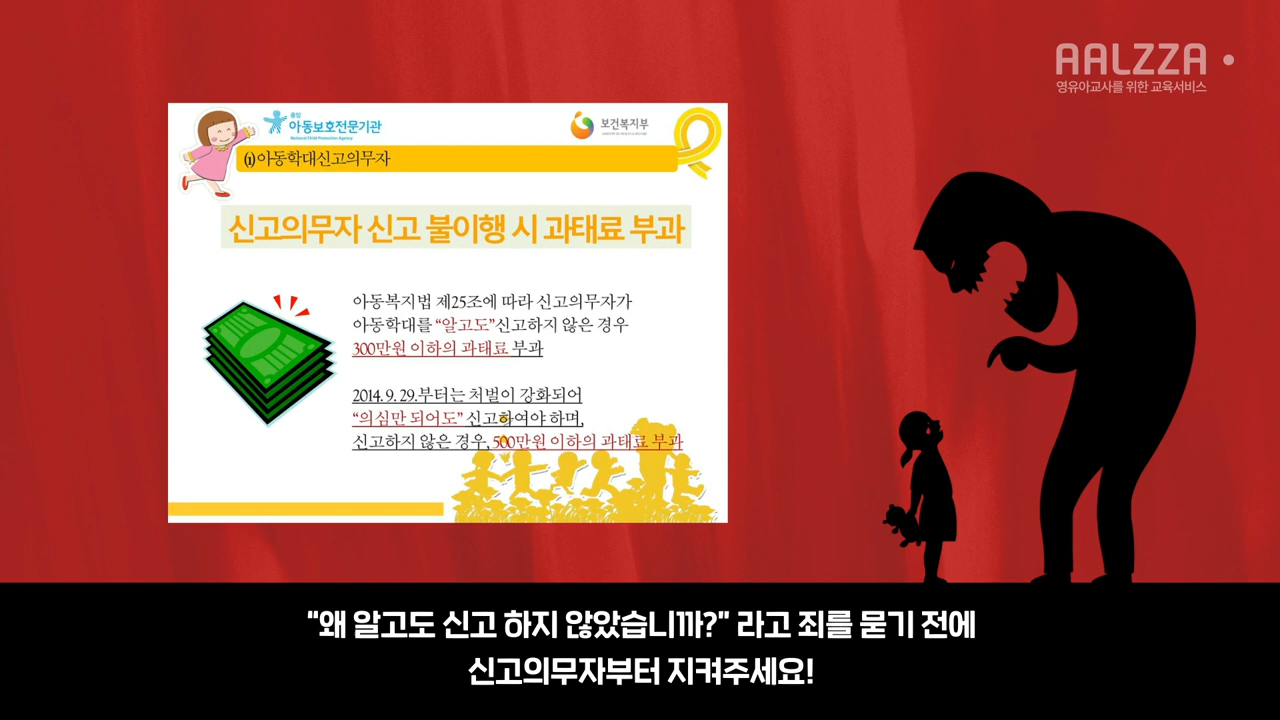 AALZZA
영유아교사를 위한 교육서비스
중앙
아동보호전문기관
National Child Protection Agency
보건복지부
MINISTRY OF HEALTH & WELFARE
(i)아동학대신고의무자
신고의무자 신고 불이행 시 과태료 부과
아동복지법 제25조에 따라 신고의무자가
아동학대를 “알고도”신고하지 않은 경우
300만원 이하의 과태료 부과
2014. 9. 29.부터는 처벌이 강화되어
“의심만 되어도” 신고하여야 하며,
신고하지 않은 경우, 500만원 이하의 과태료 부과
“왜 알고도 신고 하지 않았습니까?” 라고 죄를 묻기 전에
신고의무자부터 지켜주세요!